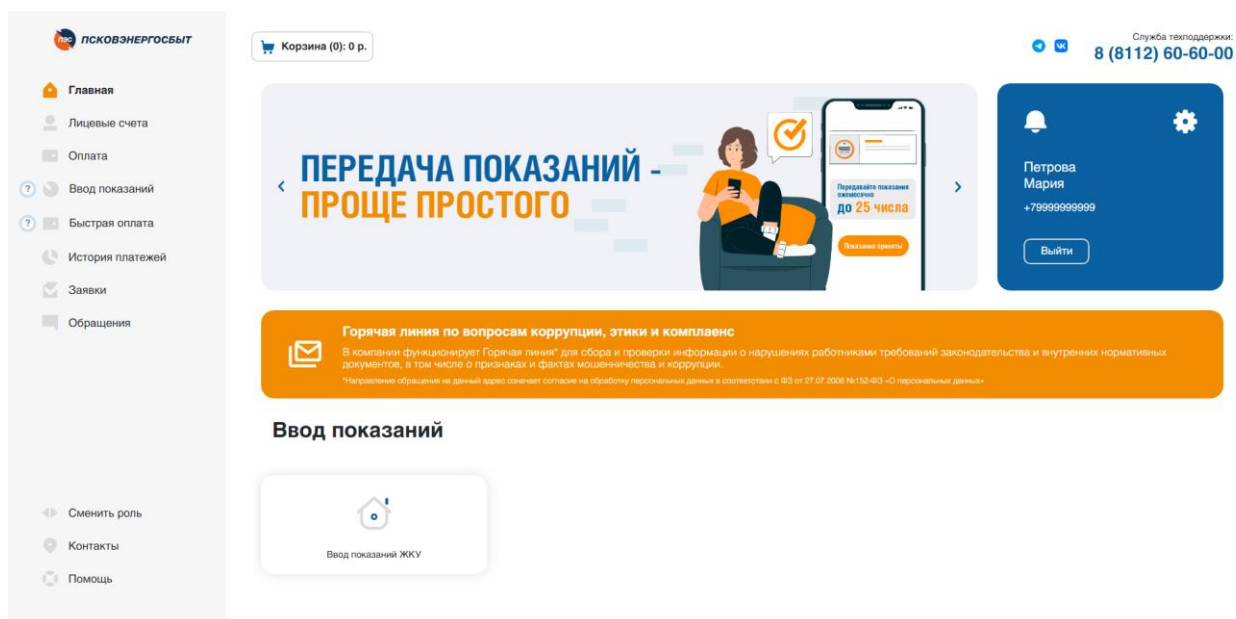 ПСКОВЭНЕРГОСБЫТ
Корзина (0): 0 р.
Служба техподдержки:
8 (8112) 60-60-00
Главная
Лицевые счета
Оплата
? Ввод показаний
? Быстрая оплата
История платежей
Заявки
Обращения
Сменить роль
Контакты
Помощь
ПЕРЕДАЧА ПОКАЗАНИЙ -
ПРОЩЕ ПРОСТОГО
Передавайте показания
ежемесячно
до 25 числа
Показания приняты
Петрова
Мария
+79999999999
Выйти
Горячая линия по вопросам коррупции, этики и комплаенс
В компании функционирует Горячая линия* для сбора и проверки информации о нарушениях работниками требований законодательства и внутренних нормативных
документов, в том числе о признаках и фактах мошенничества и коррупции.
*Направление обращения на данный адрес означает согласие на обработку персональных данных в соответствии с ФЗ от 27.07 2006 №152-ФЗ «О персональных данных»
Ввод показаний
Ввод показаний ЖКУ